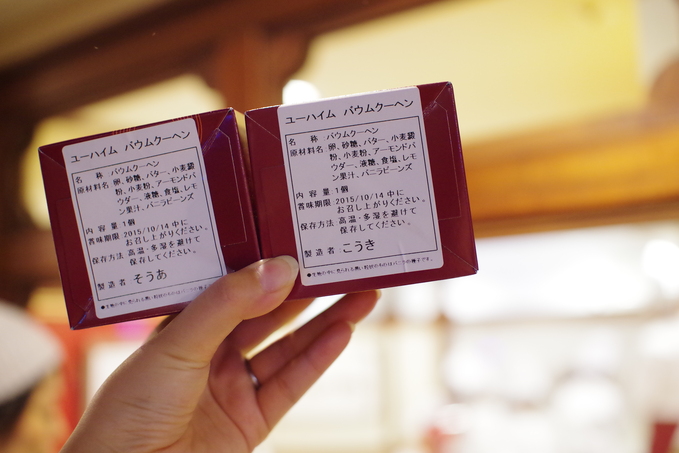 ユーハイム バウムクーヘン
名 称 バウムクーヘン
原材料名 卵、砂糖、バター、小麦澱
粉、小麦粉、アーモンドパ
ウダー、液糖、食塩、レモ
ン果汁、バニラビーンズ
内 容 量 1個
賞味期限 2015/10/14 中に
お召し上がりください。
保存方法 高温・多湿を避けて
保存してください。
製 造 者 そうあ
ユーハイム バウムクーヘン
名 称 バウムクーヘン
原材料名 卵、砂糖、バター、小麦澱
粉、小麦粉、アーモンドパ
ウダー、液糖、食塩、レモ
ン果汁、バニラビーンズ
内 容 量 1個
賞味期限 2015/10/14 中に
お召し上がりください。
保存方法 高温・多湿を避けて
保存してください。
製 造 者 こうき